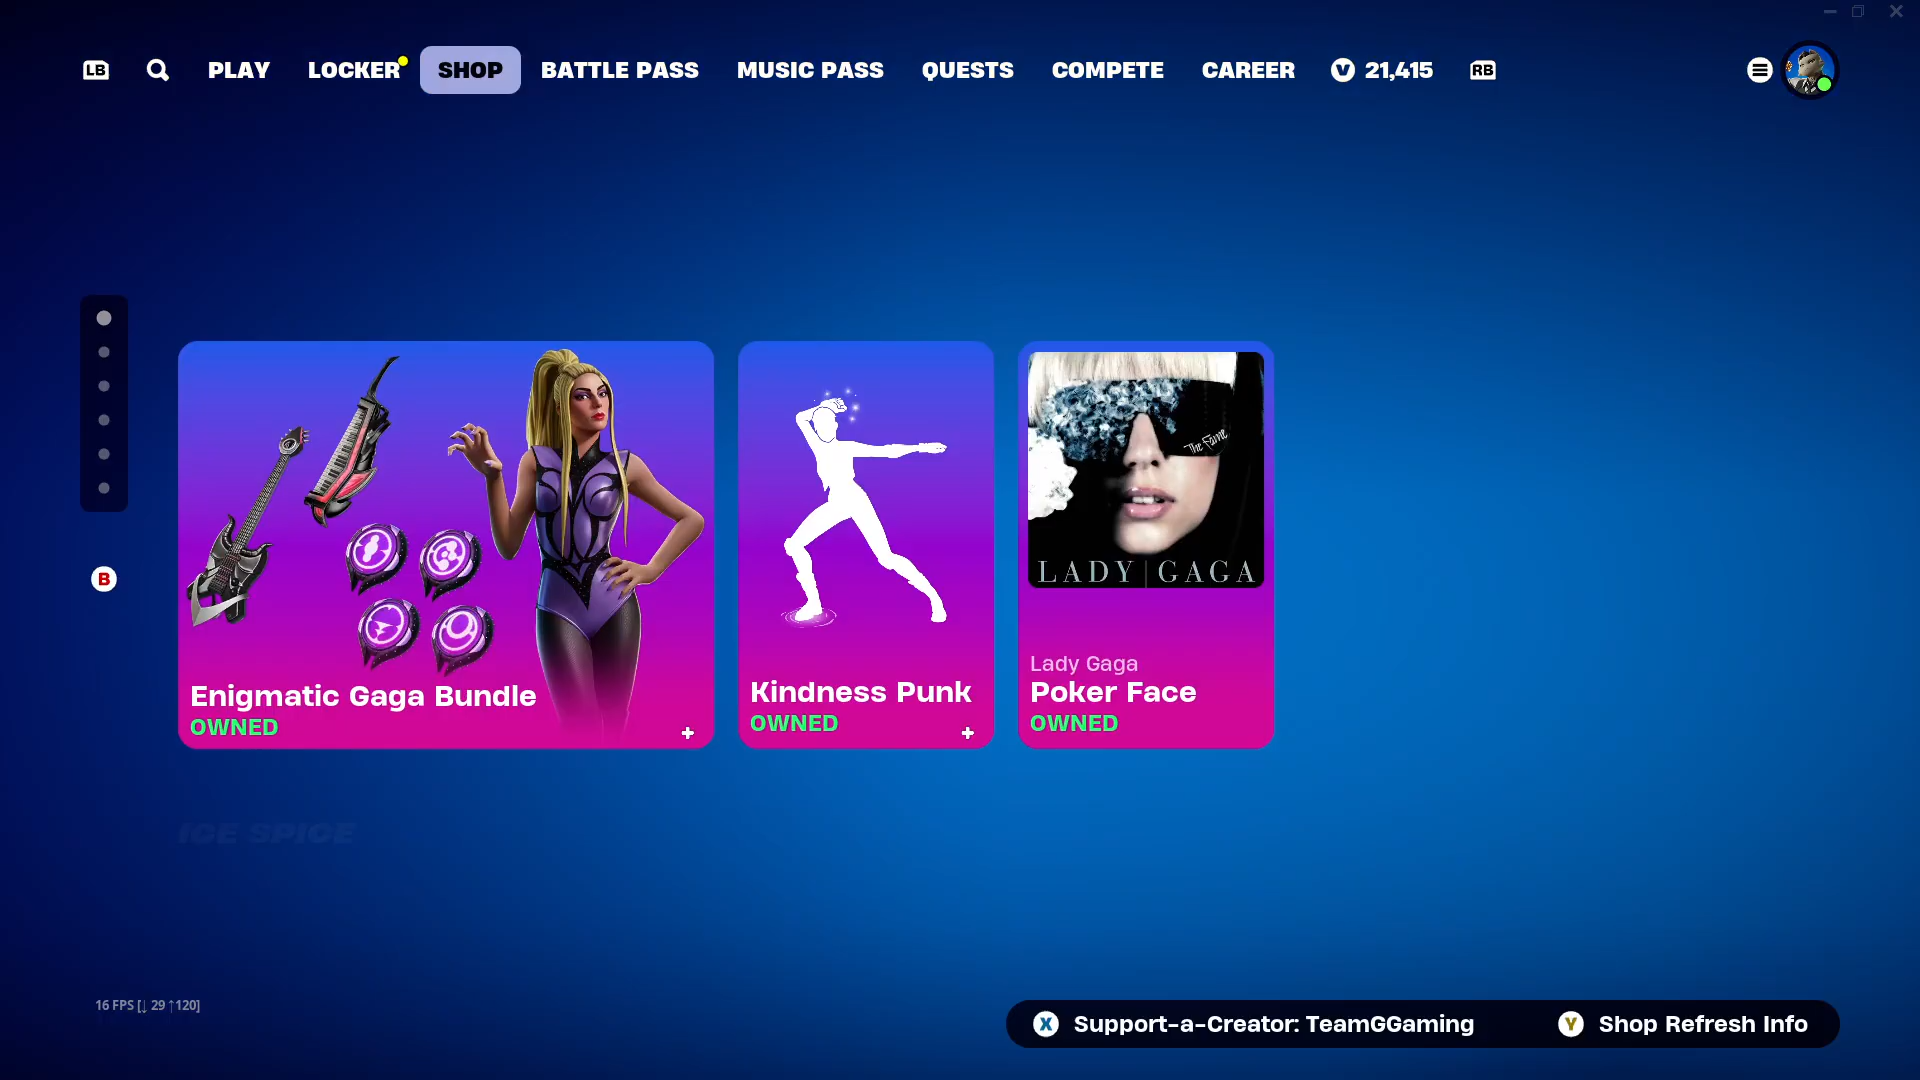 LB
PLAY
LOCKER
SHOP
BATTLE PASS
MUSIC PASS
QUESTS
COMPETE
CAREER
V 21,415
RB
B
Enigmatic Gaga Bundle
OWNED
Kindness Punk
OWNED
The Fame
LADY GAGA
Lady Gaga
Poker Face
OWNED
ICE SPICE
16 FPS [↓ 29 ↑120]
X Support-a-Creator: TeamGGaming
Y Shop Refresh Info